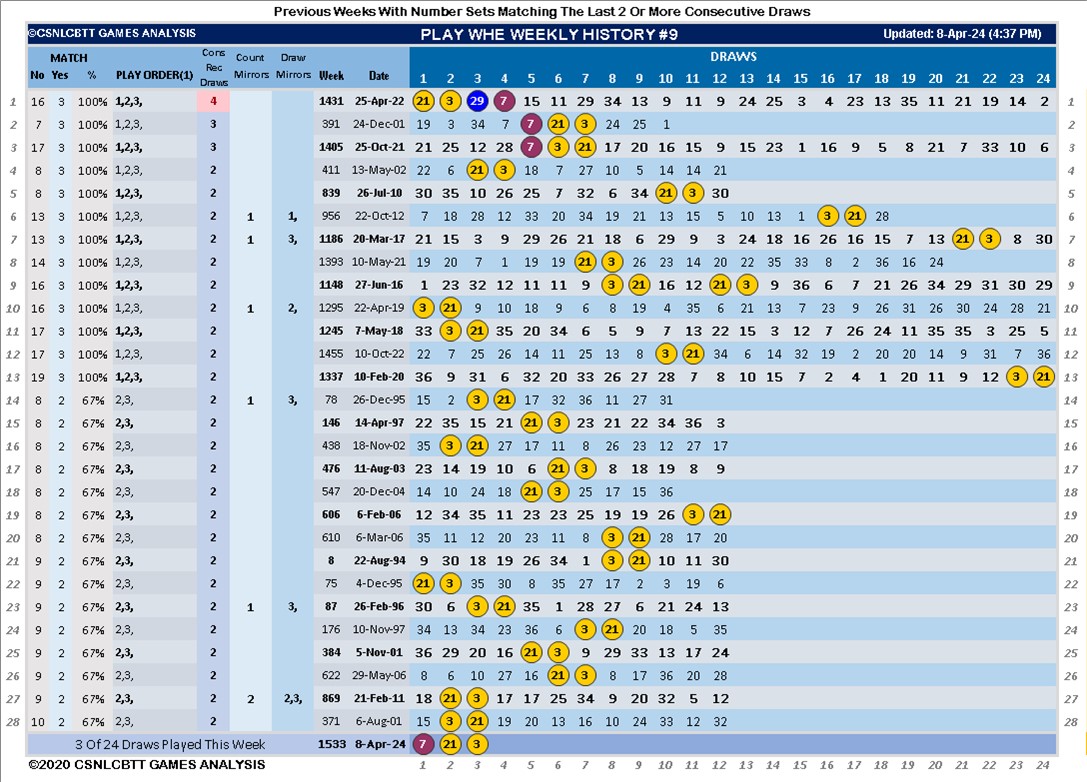 Previous Weeks With Number Sets Matching The Last 2 Or More Consecutive Draws
©CSNLCBTT GAMES ANALYSIS PLAY WHE WEEKLY HISTORY #9 Updated: 8-Apr-24 (4:37 PM)
MATCH Cons Rec Draws Count Mirrors Draw Mirrors DRAWS
No Yes % PLAY ORDER(1) Week Date 1 2 3 4 5 6 7 8 9 10 11 12 13 14 15 16 17 18 19 20 21 22 23 24
1 16 3 100% 1,2,3, 4 1431 25-Apr-22 21 3 29 7 15 11 29 34 13 9 11 9 24 25 3 4 23 13 35 11 21 19 14 2 1
2 7 3 100% 1,2,3, 3 391 24-Dec-01 19 3 34 7 7 21 3 24 25 1 2
3 17 3 100% 1,2,3, 3 1405 25-Oct-21 21 25 12 28 7 3 21 17 20 16 15 9 15 23 1 16 9 5 8 21 7 33 10 6 3
4 8 3 100% 1,2,3, 2 411 13-May-02 22 6 21 3 18 7 27 10 5 14 14 21 4
5 8 3 100% 1,2,3, 2 839 26-Jul-10 30 35 10 26 25 7 32 6 34 21 3 30 5
6 13 3 100% 1,2,3, 2 1 1, 956 22-Oct-12 7 18 28 12 33 20 34 19 21 13 15 5 10 13 1 3 21 28 6
7 13 3 100% 1,2,3, 2 1 3, 1186 20-Mar-17 21 15 3 9 29 26 21 18 6 29 9 3 24 18 16 26 16 15 7 13 21 3 8 30 7
8 14 3 100% 1,2,3, 2 1393 10-May-21 19 20 7 1 19 19 21 3 26 23 11 14 20 22 35 33 8 2 36 16 24 8
9 16 3 100% 1,2,3, 2 1148 27-Jun-16 1 23 32 12 11 11 9 3 21 16 12 21 3 9 36 6 7 21 26 34 29 31 30 29 9
10 16 3 100% 1,2,3, 2 1 2, 1295 22-Apr-19 3 21 9 10 18 9 6 8 19 4 35 6 21 13 7 23 9 26 31 21 30 24 28 21 10
11 17 3 100% 1,2,3, 2 1245 7-May-18 33 3 21 35 20 34 6 5 9 7 13 22 15 3 12 7 26 24 11 35 35 3 25 5 11
12 17 3 100% 1,2,3, 2 1455 10-Oct-22 22 7 25 26 14 11 25 13 8 3 21 34 6 14 32 19 2 20 20 14 9 31 7 36 12
13 19 3 100% 1,2,3, 2 1337 10-Feb-20 36 9 31 6 32 20 33 26 27 28 7 8 10 15 7 2 4 1 20 11 9 12 3 21 13
14 8 2 67% 2,3, 2 1 3, 78 26-Dec-95 15 2 3 21 17 32 36 11 27 31 14
15 8 2 67% 2,3, 2 146 14-Apr-97 22 35 15 21 21 3 23 21 22 34 36 3 15
16 8 2 67% 2,3, 2 438 18-Nov-02 35 3 21 27 17 11 8 26 23 12 27 17 16
17 8 2 67% 2,3, 2 476 11-Aug-03 23 14 19 10 6 21 3 8 18 19 8 9 17
18 8 2 67% 2,3, 2 547 20-Dec-04 14 10 24 18 21 3 25 17 15 36 18
19 8 2 67% 2,3, 2 606 6-Feb-06 12 34 35 11 23 23 25 19 19 26 3 21 19
20 8 2 67% 2,3, 2 610 6-Mar-06 35 11 12 20 23 11 8 3 21 28 17 20 20
21 9 2 67% 2,3, 2 8 22-Aug-94 9 30 18 19 26 34 1 3 21 10 11 30 21
22 9 2 67% 2,3, 2 75 4-Dec-95 21 3 35 30 8 35 27 17 2 3 19 6 22
23 9 2 67% 2,3, 2 1 3, 87 26-Feb-96 30 6 3 21 35 1 28 27 6 21 24 13 23
24 9 2 67% 2,3, 2 176 10-Nov-97 34 13 34 23 36 6 3 21 20 18 5 35 24
25 9 2 67% 2,3, 2 384 5-Nov-01 36 29 20 16 21 3 9 29 33 13 17 24 25
26 9 2 67% 2,3, 2 622 29-May-06 8 6 10 27 16 21 3 8 17 36 20 28 26
27 9 2 67% 2,3, 2 2 2,3, 869 21-Feb-11 18 21 3 17 17 25 34 9 20 32 5 12 27
28 10 2 67% 2,3, 2 371 6-Aug-01 15 3 21 19 20 13 16 10 24 33 12 32 28
3 Of 24 Draws Played This Week 1533 8-Apr-24 7 21 3
©2020 CSNLCBTT GAMES ANALYSIS 1 2 3 4 5 6 7 8 9 10 11 12 13 14 15 16 17 18 19 20 21 22 23 24